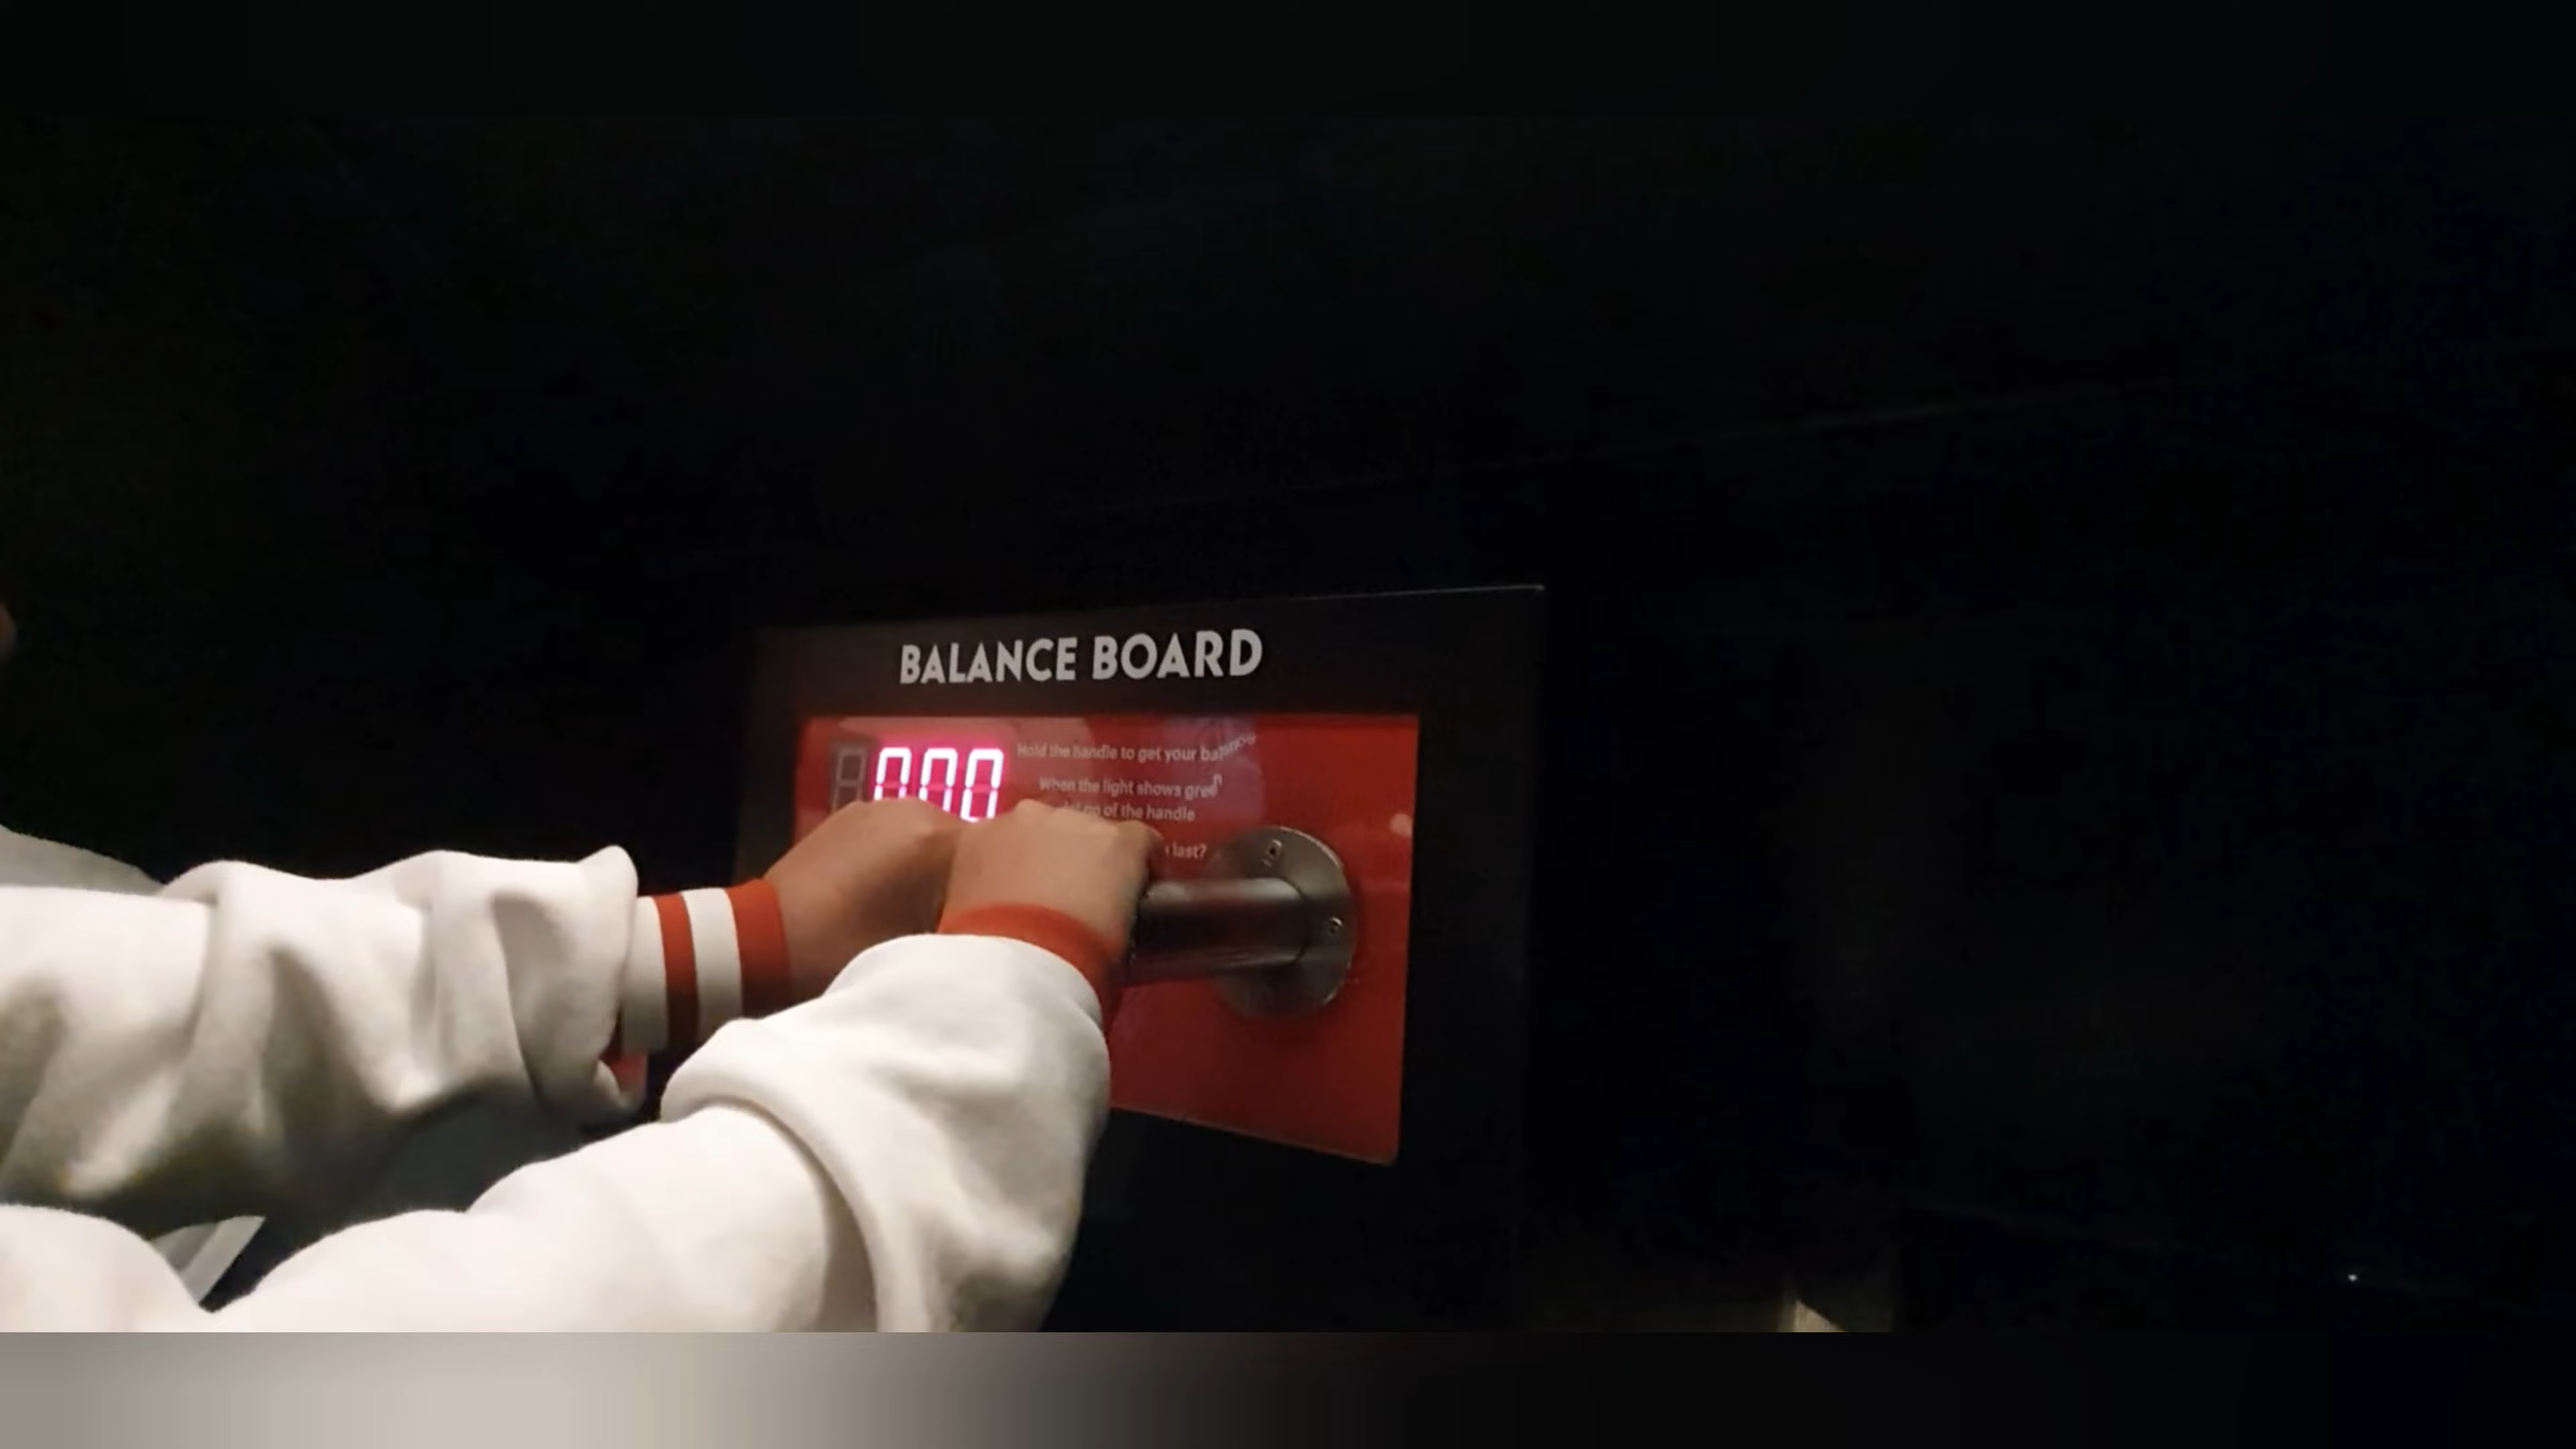 BALANCE BOARD
000
Hold the handle to get your balance
When the light shows green
go of the handle
last?